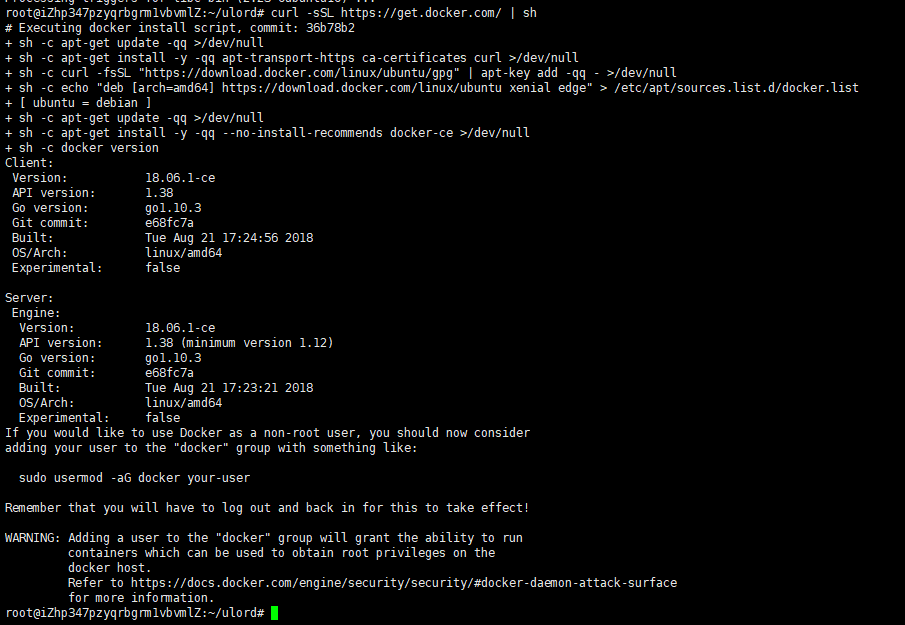 root@iZhp347pzyqrbgrm1vbvmlZ:~/ulord# curl -sSL https://get.docker.com/ | sh
# Executing docker install script, commit: 36b78b2
+ sh -c apt-get update -qq >/dev/null
+ sh -c apt-get install -y -qq apt-transport-https ca-certificates curl >/dev/null
+ sh -c curl -fsSL "https://download.docker.com/linux/ubuntu/gpg" | apt-key add -qq - >/dev/null
+ sh -c echo "deb [arch=amd64] https://download.docker.com/linux/ubuntu xenial edge" > /etc/apt/sources.list.d/docker.list
+ [ ubuntu = debian ]
+ sh -c apt-get update -qq >/dev/null
+ sh -c apt-get install -y -qq --no-install-recommends docker-ce >/dev/null
+ sh -c docker version
Client:
 Version:           18.06.1-ce
 API version:       1.38
 Go version:        go1.10.3
 Git commit:        e68fc7a
 Built:             Tue Aug 21 17:24:56 2018
 OS/Arch:           linux/amd64
 Experimental:      false

Server:
 Engine:
  Version:          18.06.1-ce
  API version:      1.38 (minimum version 1.12)
  Go version:       go1.10.3
  Git commit:       e68fc7a
  Built:            Tue Aug 21 17:23:21 2018
  OS/Arch:          linux/amd64
  Experimental:     false
If you would like to use Docker as a non-root user, you should now consider
adding your user to the "docker" group with something like:

  sudo usermod -aG docker your-user

Remember that you will have to log out and back in for this to take effect!

WARNING: Adding a user to the "docker" group will grant the ability to run
         containers which can be used to obtain root privileges on the
         docker host.
         Refer to https://docs.docker.com/engine/security/security/#docker-daemon-attack-surface
         for more information.
root@iZhp347pzyqrbgrm1vbvmlZ:~/ulord#